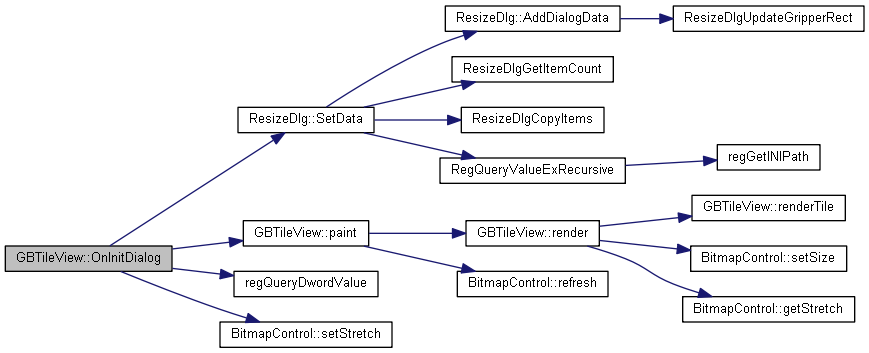 ResizeDlg::AddDialogData
ResizeDlgUpdateGripperRect
ResizeDlgGetItemCount
ResizeDlg::SetData
ResizeDlgCopyItems
RegQueryValueExRecursive
regGetINIPath
GBTileView::renderTile
GBTileView::paint
GBTileView::render
GBTileView::OnInitDialog
BitmapControl::setSize
regQueryDwordValue
BitmapControl::refresh
BitmapControl::getStretch
BitmapControl::setStretch